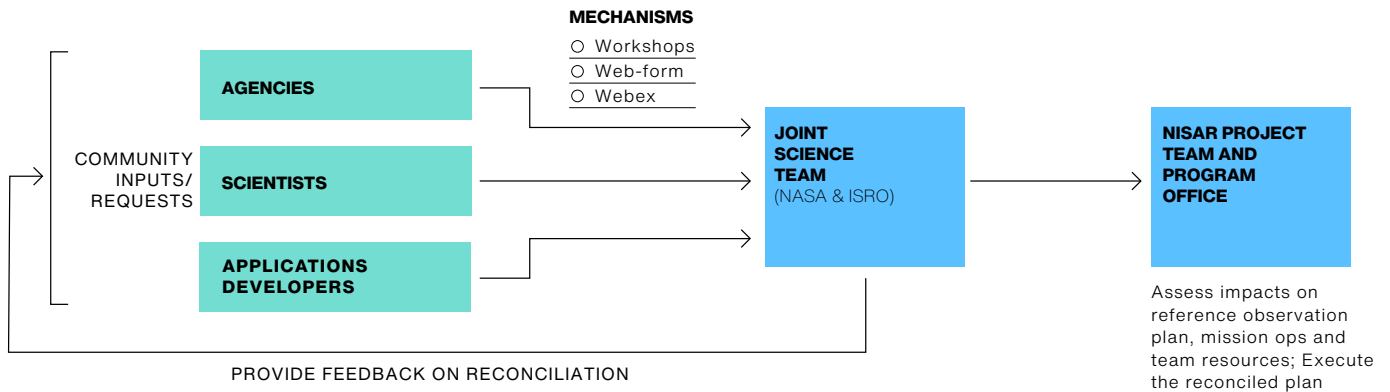 MECHANISMS
Workshops
Web-form
Webex
COMMUNITY
INPUTS/
REQUESTS
AGENCIES
SCIENTISTS
APPLICATIONS
DEVELOPERS
JOINT
SCIENCE
TEAM
(NASA & ISRO)
NISAR PROJECT
TEAM AND
PROGRAM
OFFICE
Assess impacts on
reference observation
plan, mission ops and
team resources; Execute
the reconciled plan
PROVIDE FEEDBACK ON RECONCILIATION